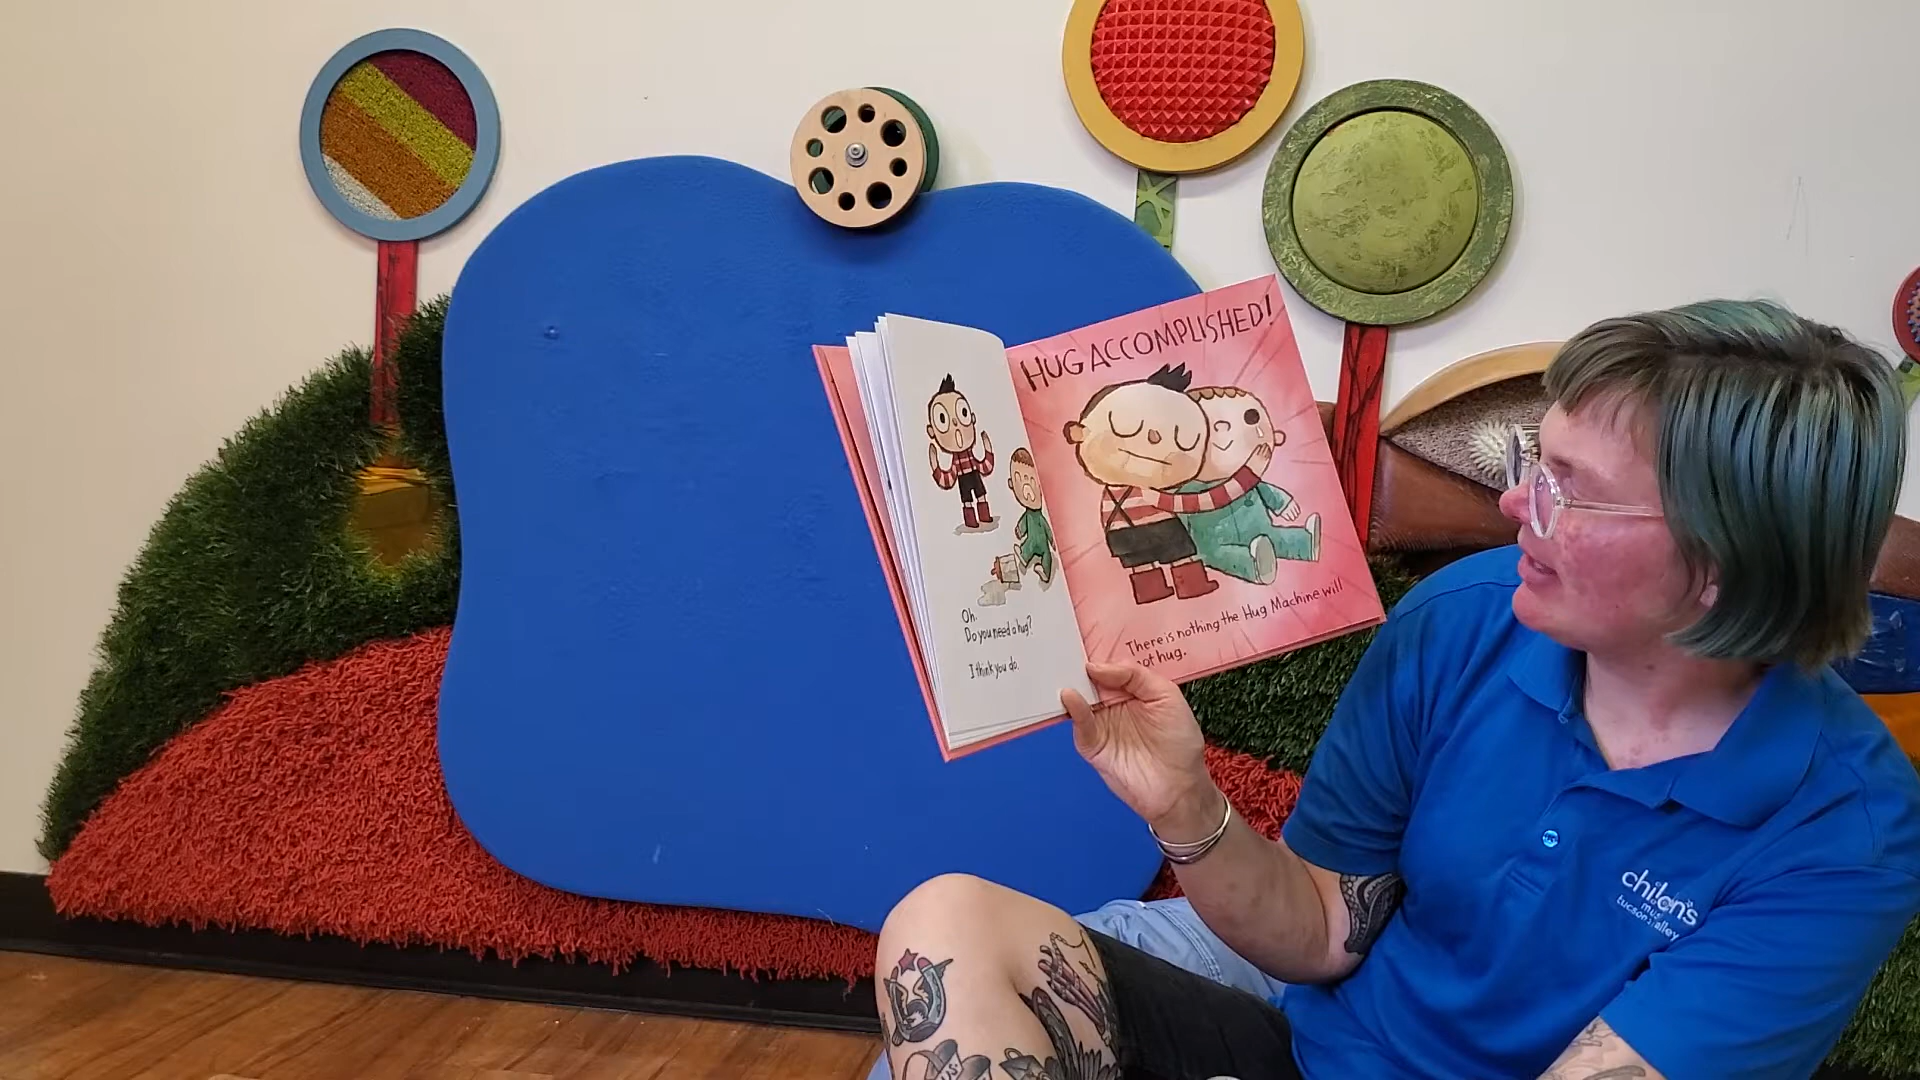 HUG ACCOMPLISHED!
Oh.
Do you need a hug?
I think you do.
There is nothing the Hug Machine will
not hug.
children's
tucson